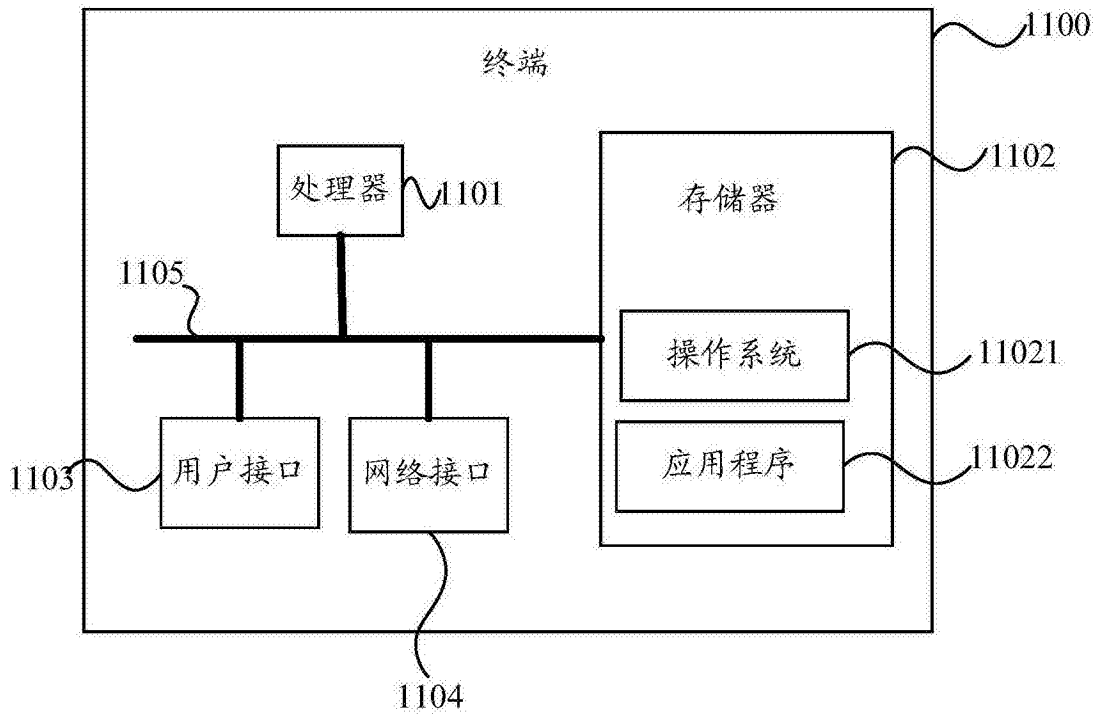 1100
终端
1102
处理器
1101
存储器
1105
操作系统
11021
用户接口
1103
网络接口
应用程序
11022
1104